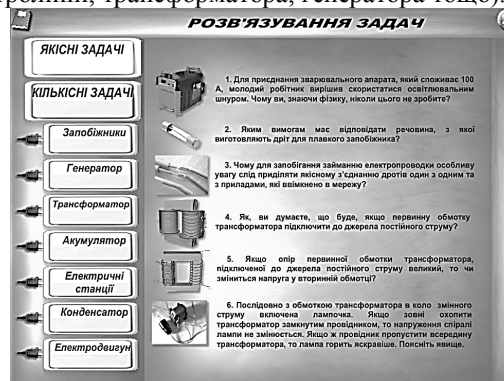 тролнії, трансформатора, генератора тощо).
РОЗВ'ЯЗУВАННЯ ЗАДАЧ
ЯКІСНІ ЗАДАЧІ
КІЛЬКІСНІ ЗАДАЧІ
Запобіжники
Генератор
Трансформатор
Акумулятор
Електричні
станції
Конденсатор
Електродвигун
1. Для приєднання зварювального апарата, який споживає 100
А, молодий робітник вирішив скористатися освітлювальним
шнуром. Чому ви, знаючи фізику, ніколи цього не зробите?
2. Яким вимогам має відповідати речовина, з якої
виготовляють дріт для плавкого запобіжника?
3. Чому для запобігання займанню електропроводки особливу
увагу слід приділяти якісному з'єднанню дротів один з одним та
з приладами, які ввімкнено в мережу?
4. Як, ви думаєте, що буде, якщо первинну обмотку
трансформатора підключити до джерела постійного струму?
5. Якщо опір первинної обмотки трансформатора,
підключеної до джерела постійного струму великий, то чи
зміниться напруга у вторинній обмотці?
6. Послідовно з обмоткою трансформатора в коло змінного
струму включена лампочка. Якщо зовні охопити
трансформатор замкнутим провідником, то напруження спіралі
лампи не змінюється. Якщо ж провідник пропустити всередину
трансформатора, то лампа горить яскравіше. Поясніть явище.